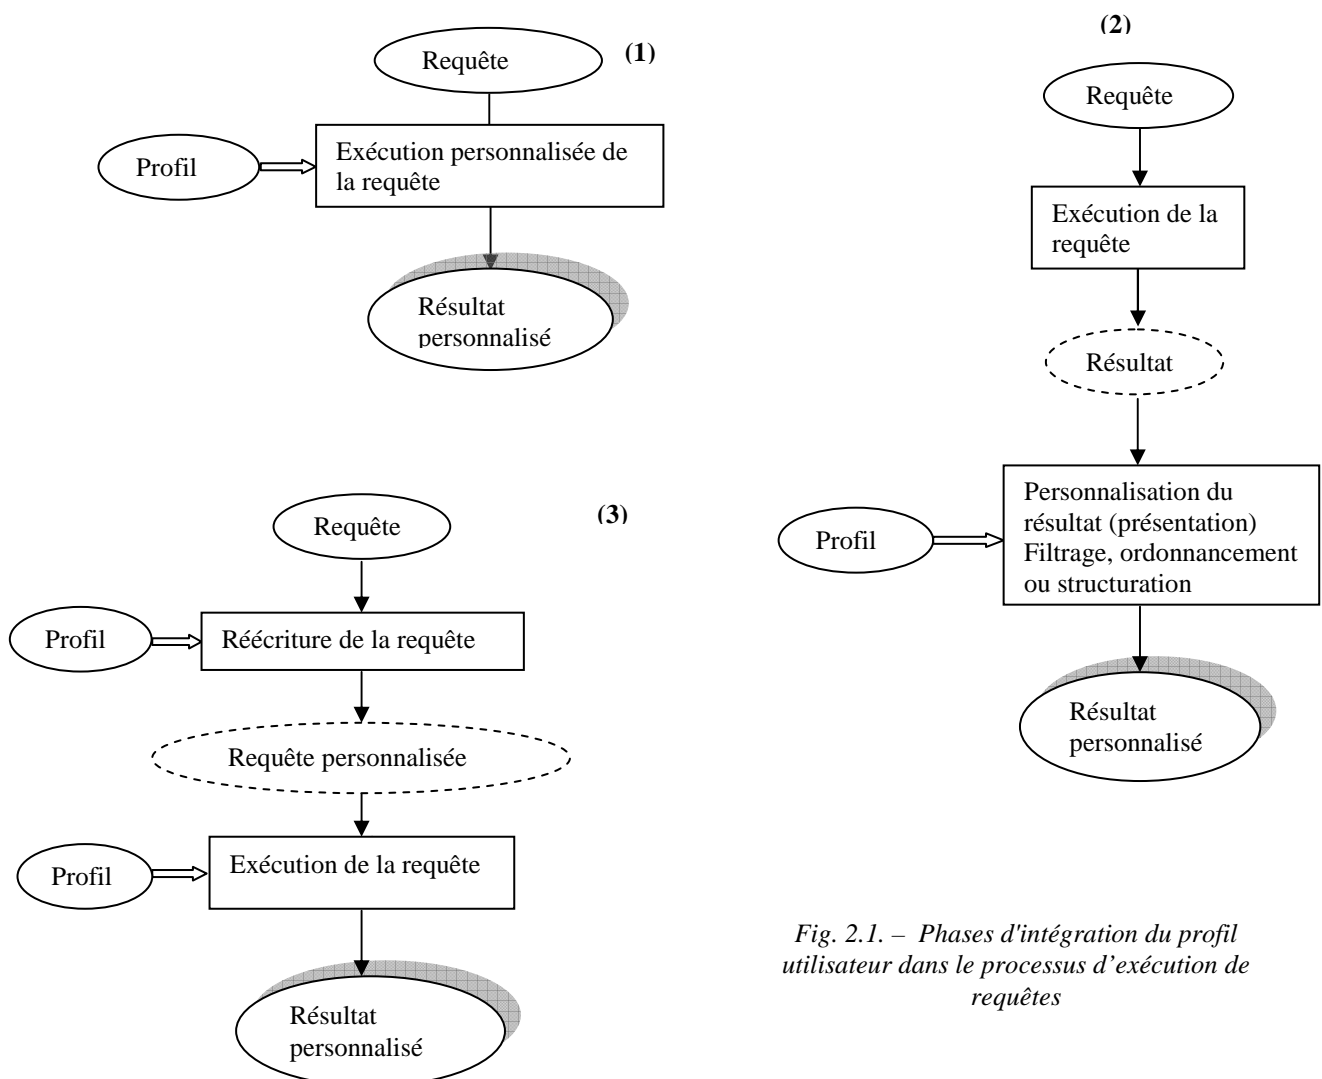 (1)
Requête
Profil
Exécution personnalisée de
la requête
Résultat
personnalisé
(2)
Requête
Exécution de la
requête
Résultat
Profil
Personnalisation du
résultat (présentation)
Filtrage, ordonnancement
ou structuration
Résultat
personnalisé
(3)
Requête
Profil
Réécriture de la requête
Requête personnalisée
Profil
Exécution de la requête
Résultat
personnalisé
Fig. 2.1. – Phases d'intégration du profil
utilisateur dans le processus d’exécution de
requêtes